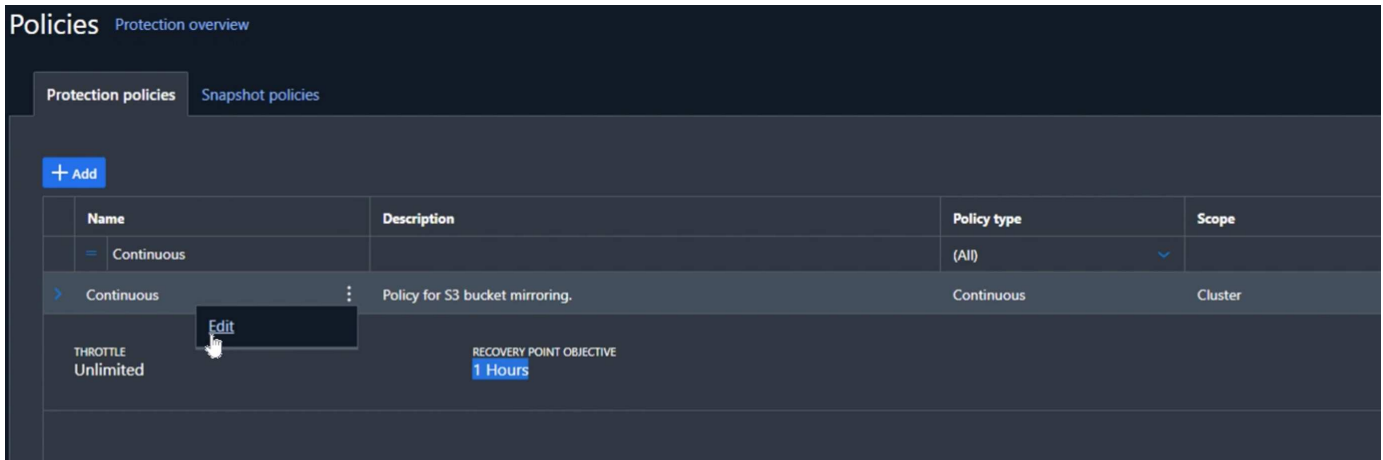 Policies Protection overview
Protection policies Snapshot policies
+ Add
Name Description Policy type Scope
= Continuous (All)
Continuous Policy for S3 bucket mirroring. Continuous Cluster
Edit
THROTTLE RECOVERY POINT OBJECTIVE
Unlimited 1 Hours